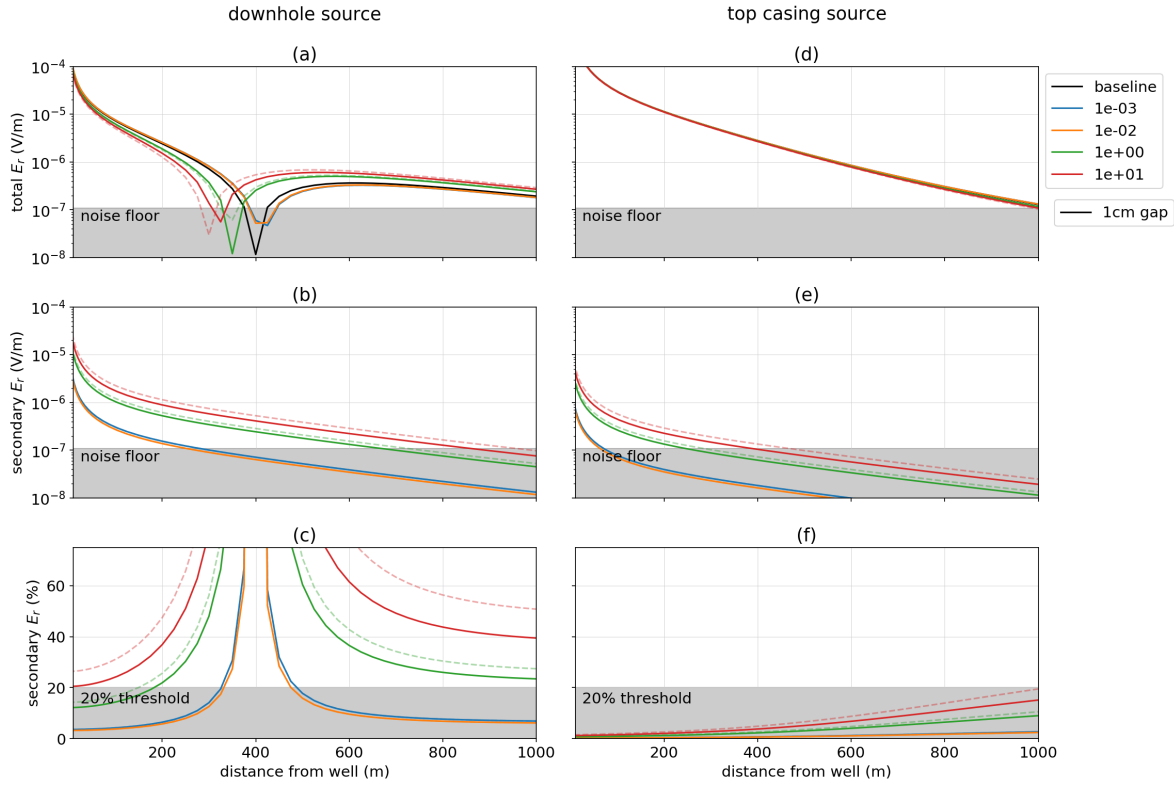 downhole source
top casing source
(a)
(d)
total E_r (V/m)
10^−4
10^−5
10^−6
10^−7
10^−8
noise floor
noise floor
baseline
1e-03
1e-02
1e+00
1e+01
1cm gap
(b)
(e)
secondary E_r (V/m)
10^−4
10^−5
10^−6
10^−7
10^−8
noise floor
noise floor
(c)
(f)
secondary E_r (%)
60
40
20
0
20% threshold
20% threshold
200 400 600 800 1000
200 400 600 800 1000
distance from well (m)
distance from well (m)